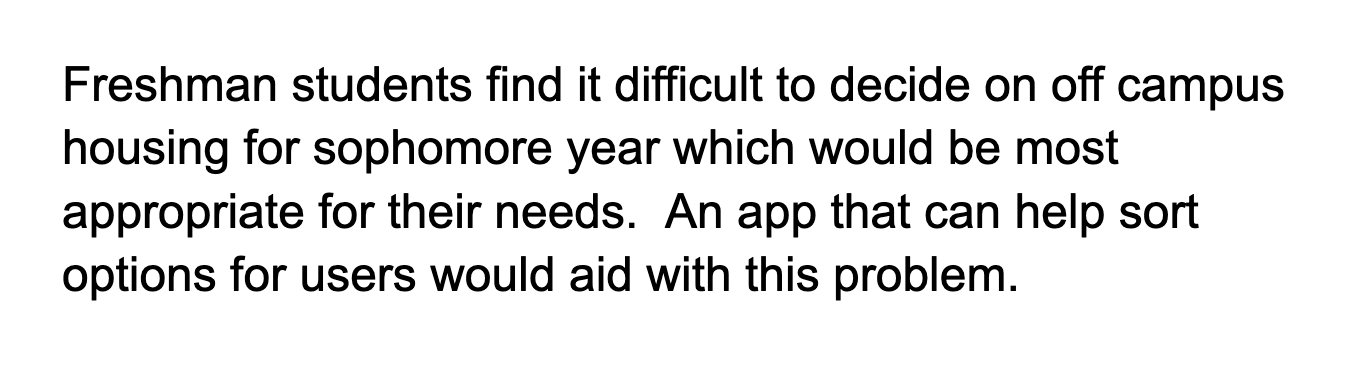 Freshman students find it difficult to decide on off campus
housing for sophomore year which would be most
appropriate for their needs.  An app that can help sort
options for users would aid with this problem.